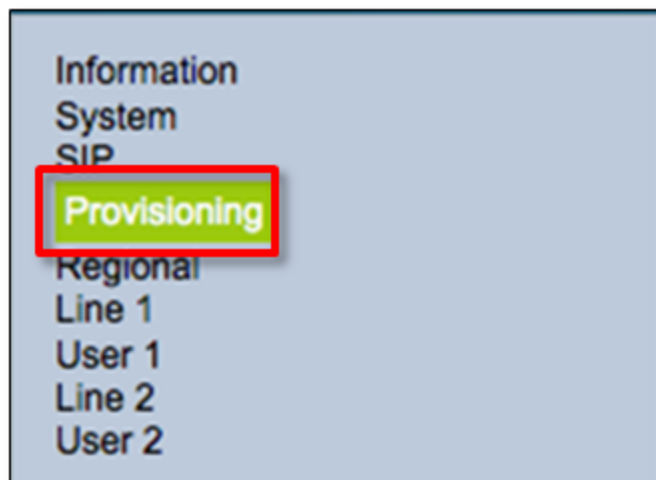 Information
System
SIP
Provisioning
Regional
Line 1
User 1
Line 2
User 2